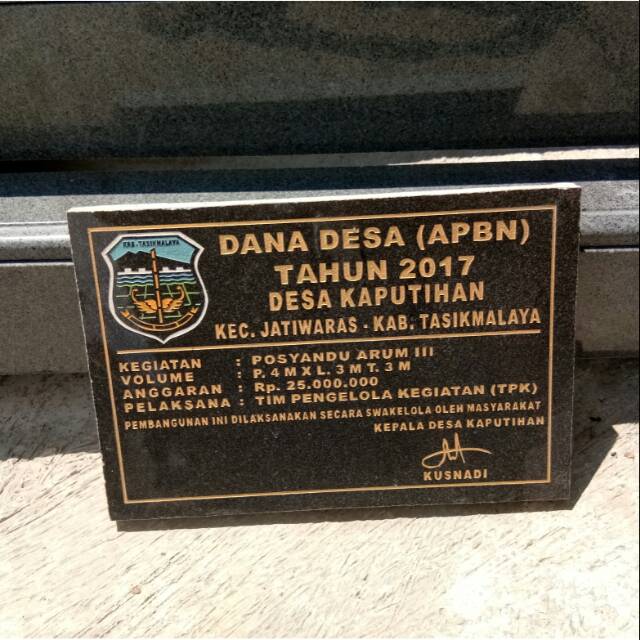 KAB. TASIKMALAYA
DANA DESA (APBN)
TAHUN 2017
DESA KAPUTIHAN
KEC. JATIWARAS - KAB. TASIKMALAYA
KEGIATAN : POSYANDU ARUM III
VOLUME : P. 4 M X L. 3 M T. 3 M
ANGGARAN : Rp. 25.000.000
PELAKSANA : TIM PENGELOLA KEGIATAN (TPK)
PEMBANGUNAN INI DILAKSANAKAN SECARA SWAKELOLA OLEH MASYARAKAT
KEPALA DESA KAPUTIHAN
KUSNADI